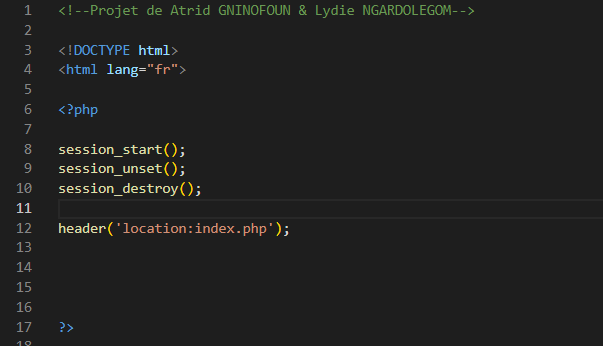 1 <!--Projet de Atrid GNINOFOUN & Lydie NGARDOLEGOM-->
2
3 <!DOCTYPE html>
4 <html lang="fr">
5
6 <?php
7
8 session_start();
9 session_unset();
10 session_destroy();
11
12 header('location:index.php');
13
14
15
16
17 ?>
18